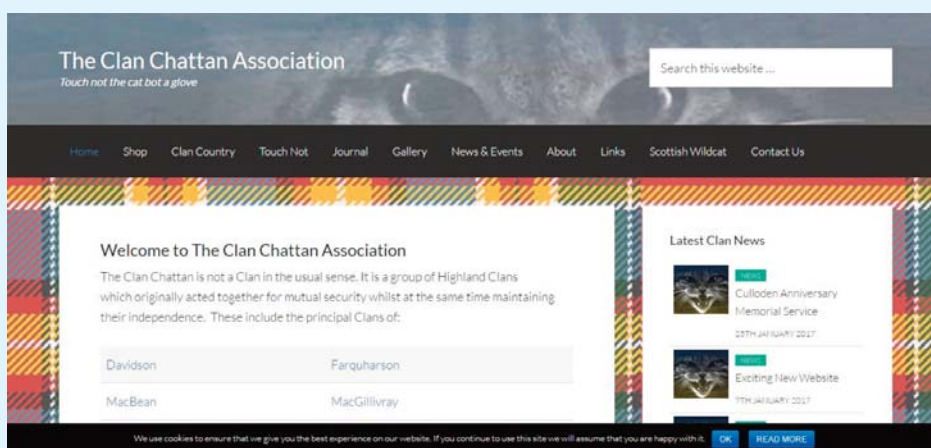 The Clan Chattan Association
Touch not the cat bot a glove
Search this website ...
Home Shop Clan Country Touch Not Journal Gallery News & Events About Links Scottish Wildcat Contact Us
Welcome to The Clan Chattan Association
The Clan Chattan is not a Clan in the usual sense. It is a group of Highland Clans
which originally acted together for mutual security whilst at the same time maintaining
their independence. These include the principal Clans of:
Davidson Farquharson
MacBean MacGillivray
Latest Clan News
NEWS
Culloden Anniversary
Memorial Service
25TH JANUARY 2017
NEWS
Exciting New Website
7TH JANUARY 2017
We use cookies to ensure that we give you the best experience on our website. If you continue to use this site we will assume that you are happy with it. OK READ MORE